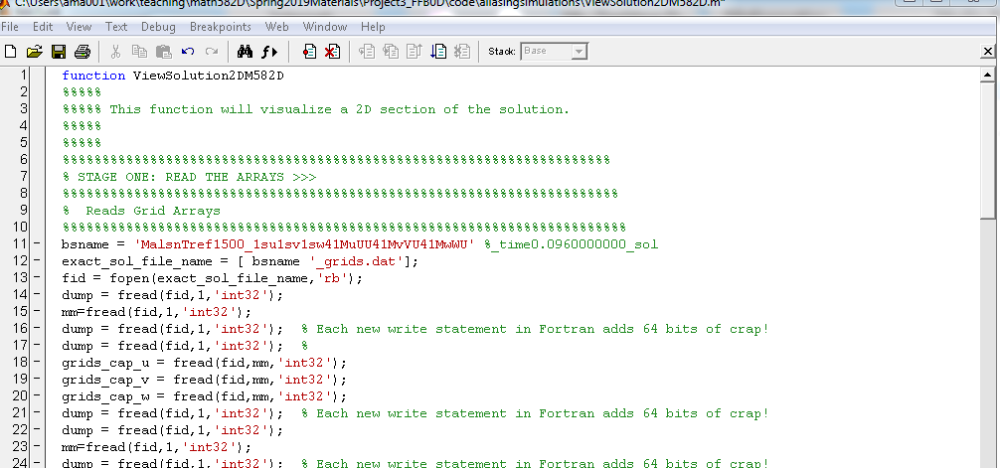 C:\Users\ama001\work\teaching\math582D\Spring2019Materials\Project3_FFB0D\code\aliasingsimulations\ViewSolution2DM582D.m*
File Edit View Text Debug Breakpoints Web Window Help
Stack: Base
1 function ViewSolution2DM582D
2 %%%%%
3 %%%%% This function will visualize a 2D section of the solution.
4 %%%%%
5 %%%%%
6 %%%%%%%%%%%%%%%%%%%%%%%%%%%%%%%%%%%%%%%%%%%%%%%%%%%%%%%%%%%%%%%%%%%%%
7 % STAGE ONE: READ THE ARRAYS >>>
8 %%%%%%%%%%%%%%%%%%%%%%%%%%%%%%%%%%%%%%%%%%%%%%%%%%%%%%%%%%%%%%%%%%%%%%
9 %  Reads Grid Arrays
10 %%%%%%%%%%%%%%%%%%%%%%%%%%%%%%%%%%%%%%%%%%%%%%%%%%%%%%%%%%%%%%%%%%%%%%%
11 - bsname = 'MalsnTref1500_1su1sv1sw41MuUU41MvVU41MwWU' %_time0.0960000000_sol
12 - exact_sol_file_name = [ bsname '_grids.dat'];
13 - fid = fopen(exact_sol_file_name,'rb');
14 - dump = fread(fid,1,'int32');
15 - mm=fread(fid,1,'int32');
16 - dump = fread(fid,1,'int32');  % Each new write statement in Fortran adds 64 bits of crap!
17 - dump = fread(fid,1,'int32');  %
18 - grids_cap_u = fread(fid,mm,'int32');
19 - grids_cap_v = fread(fid,mm,'int32');
20 - grids_cap_w = fread(fid,mm,'int32');
21 - dump = fread(fid,1,'int32');  % Each new write statement in Fortran adds 64 bits of crap!
22 - dump = fread(fid,1,'int32');
23 - mm=fread(fid,1,'int32');
24 - dump = fread(fid,1,'int32');  % Each new write statement in Fortran adds 64 bits of crap!